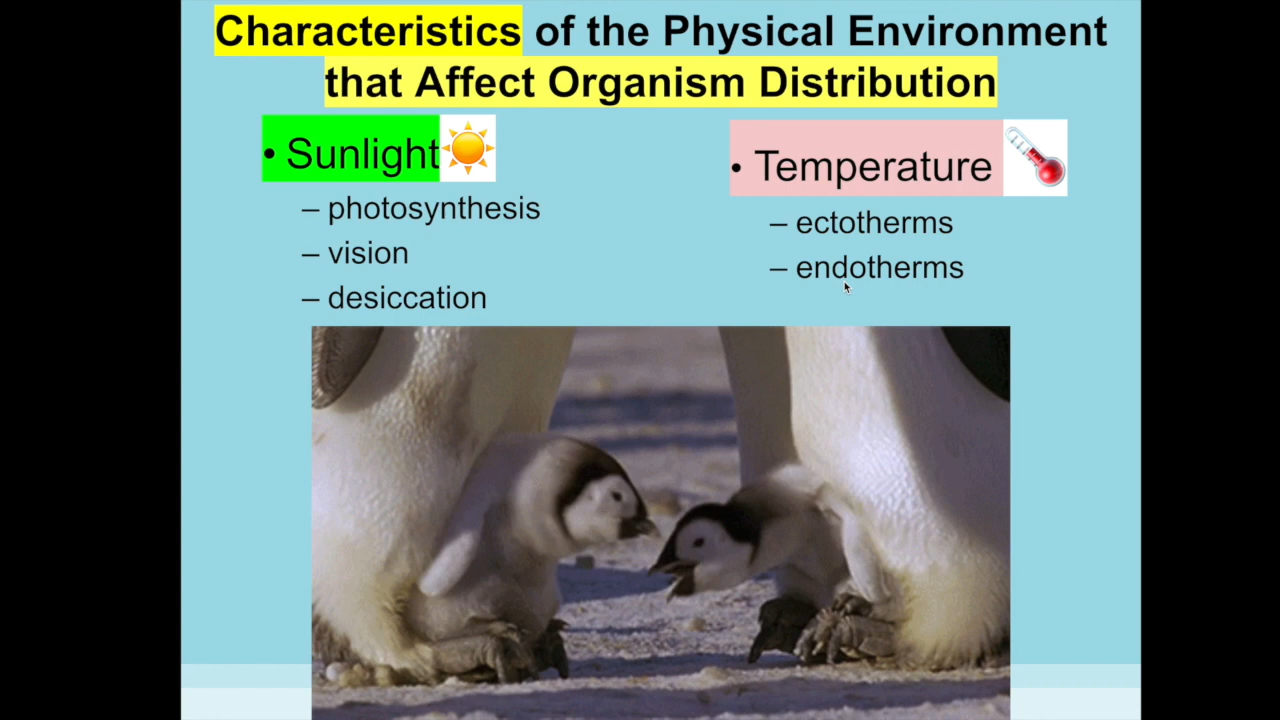 Characteristics of the Physical Environment
that Affect Organism Distribution
• Sunlight
– photosynthesis
– vision
– desiccation
• Temperature
– ectotherms
– endotherms